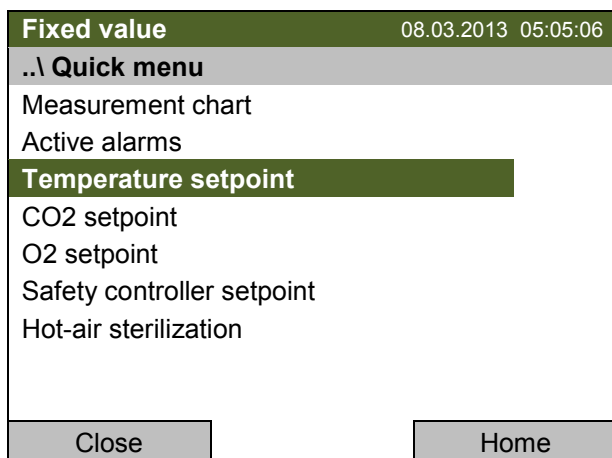 Fixed value 08.03.2013 05:05:06
..\ Quick menu
Measurement chart
Active alarms
Temperature setpoint
CO2 setpoint
O2 setpoint
Safety controller setpoint
Hot-air sterilization
Close Home